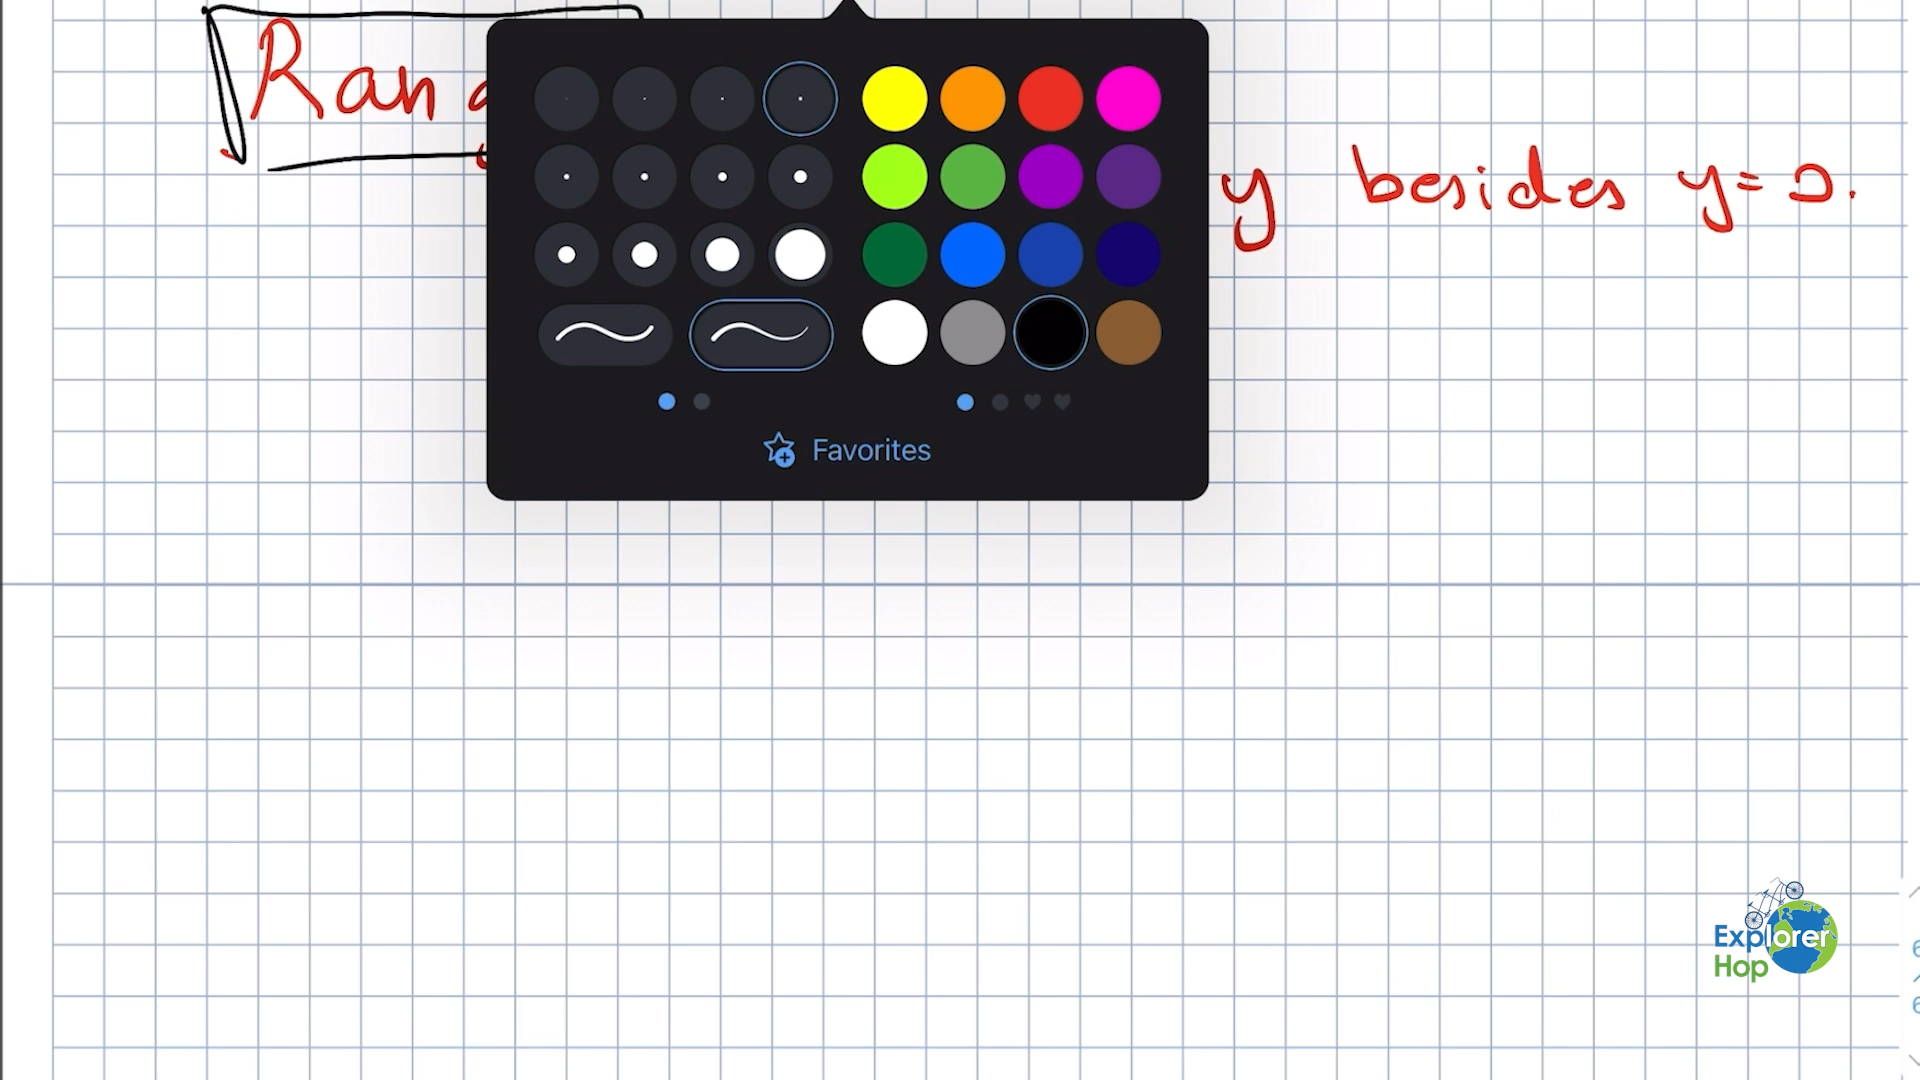 Ran
y besides y=0.
Favorites
Explorer
Hop